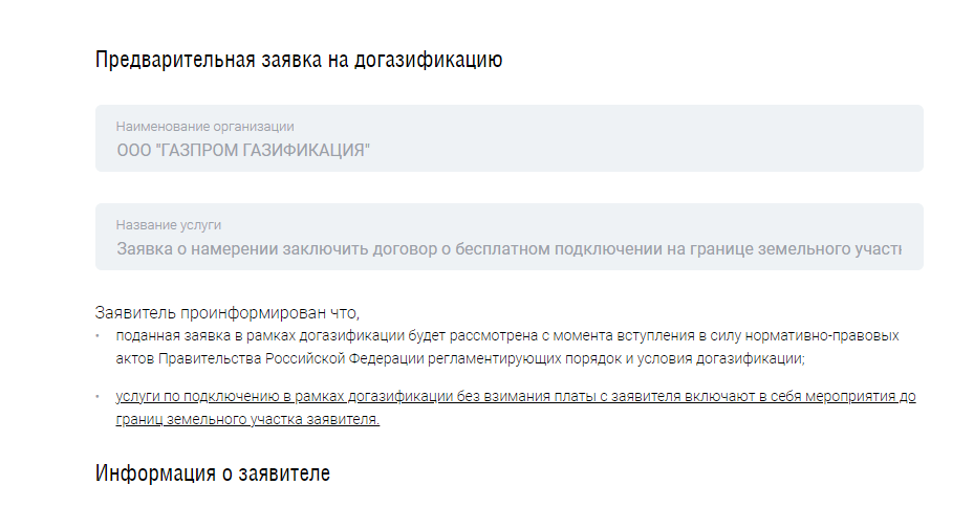 Предварительная заявка на догазификацию
Наименование организации
ООО "ГАЗПРОМ ГАЗИФИКАЦИЯ"
Название услуги
Заявка о намерении заключить договор о бесплатном подключении на границе земельного
Заявитель проинформирован что,
• поданная заявка в рамках догазификации будет рассмотрена с момента вступления в силу нормативно-правовых
актов Правительства Российской Федерации регламентирующих порядок и условия догазификации;
• услуги по подключению в рамках догазификации без взимания платы с заявителя включают в себя мероприятия до
границ земельного участка заявителя.
Информация о заявителе